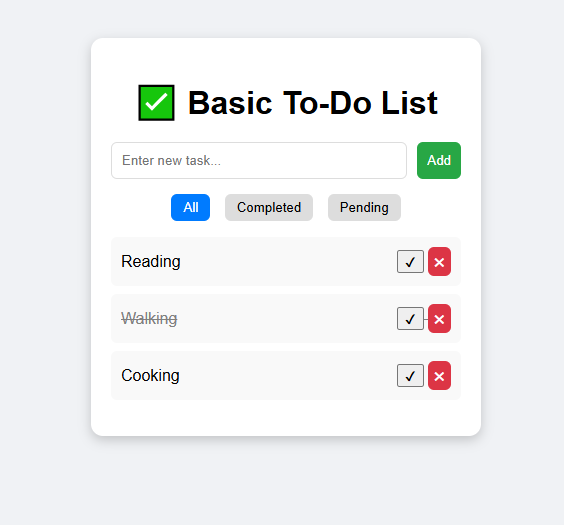 ✅ Basic To-Do List
Enter new task... Add
All Completed Pending
Reading ✓ ✕
Walking ✓ ✕
Cooking ✓ ✕